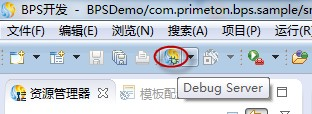 BPS开发 - BPSDemo/com.primeton.bps.sample/
文件(F) 编辑(E) 浏览(N) 搜索(A) 项目(P) 运行(R)
Debug Server
资源管理器 模板配